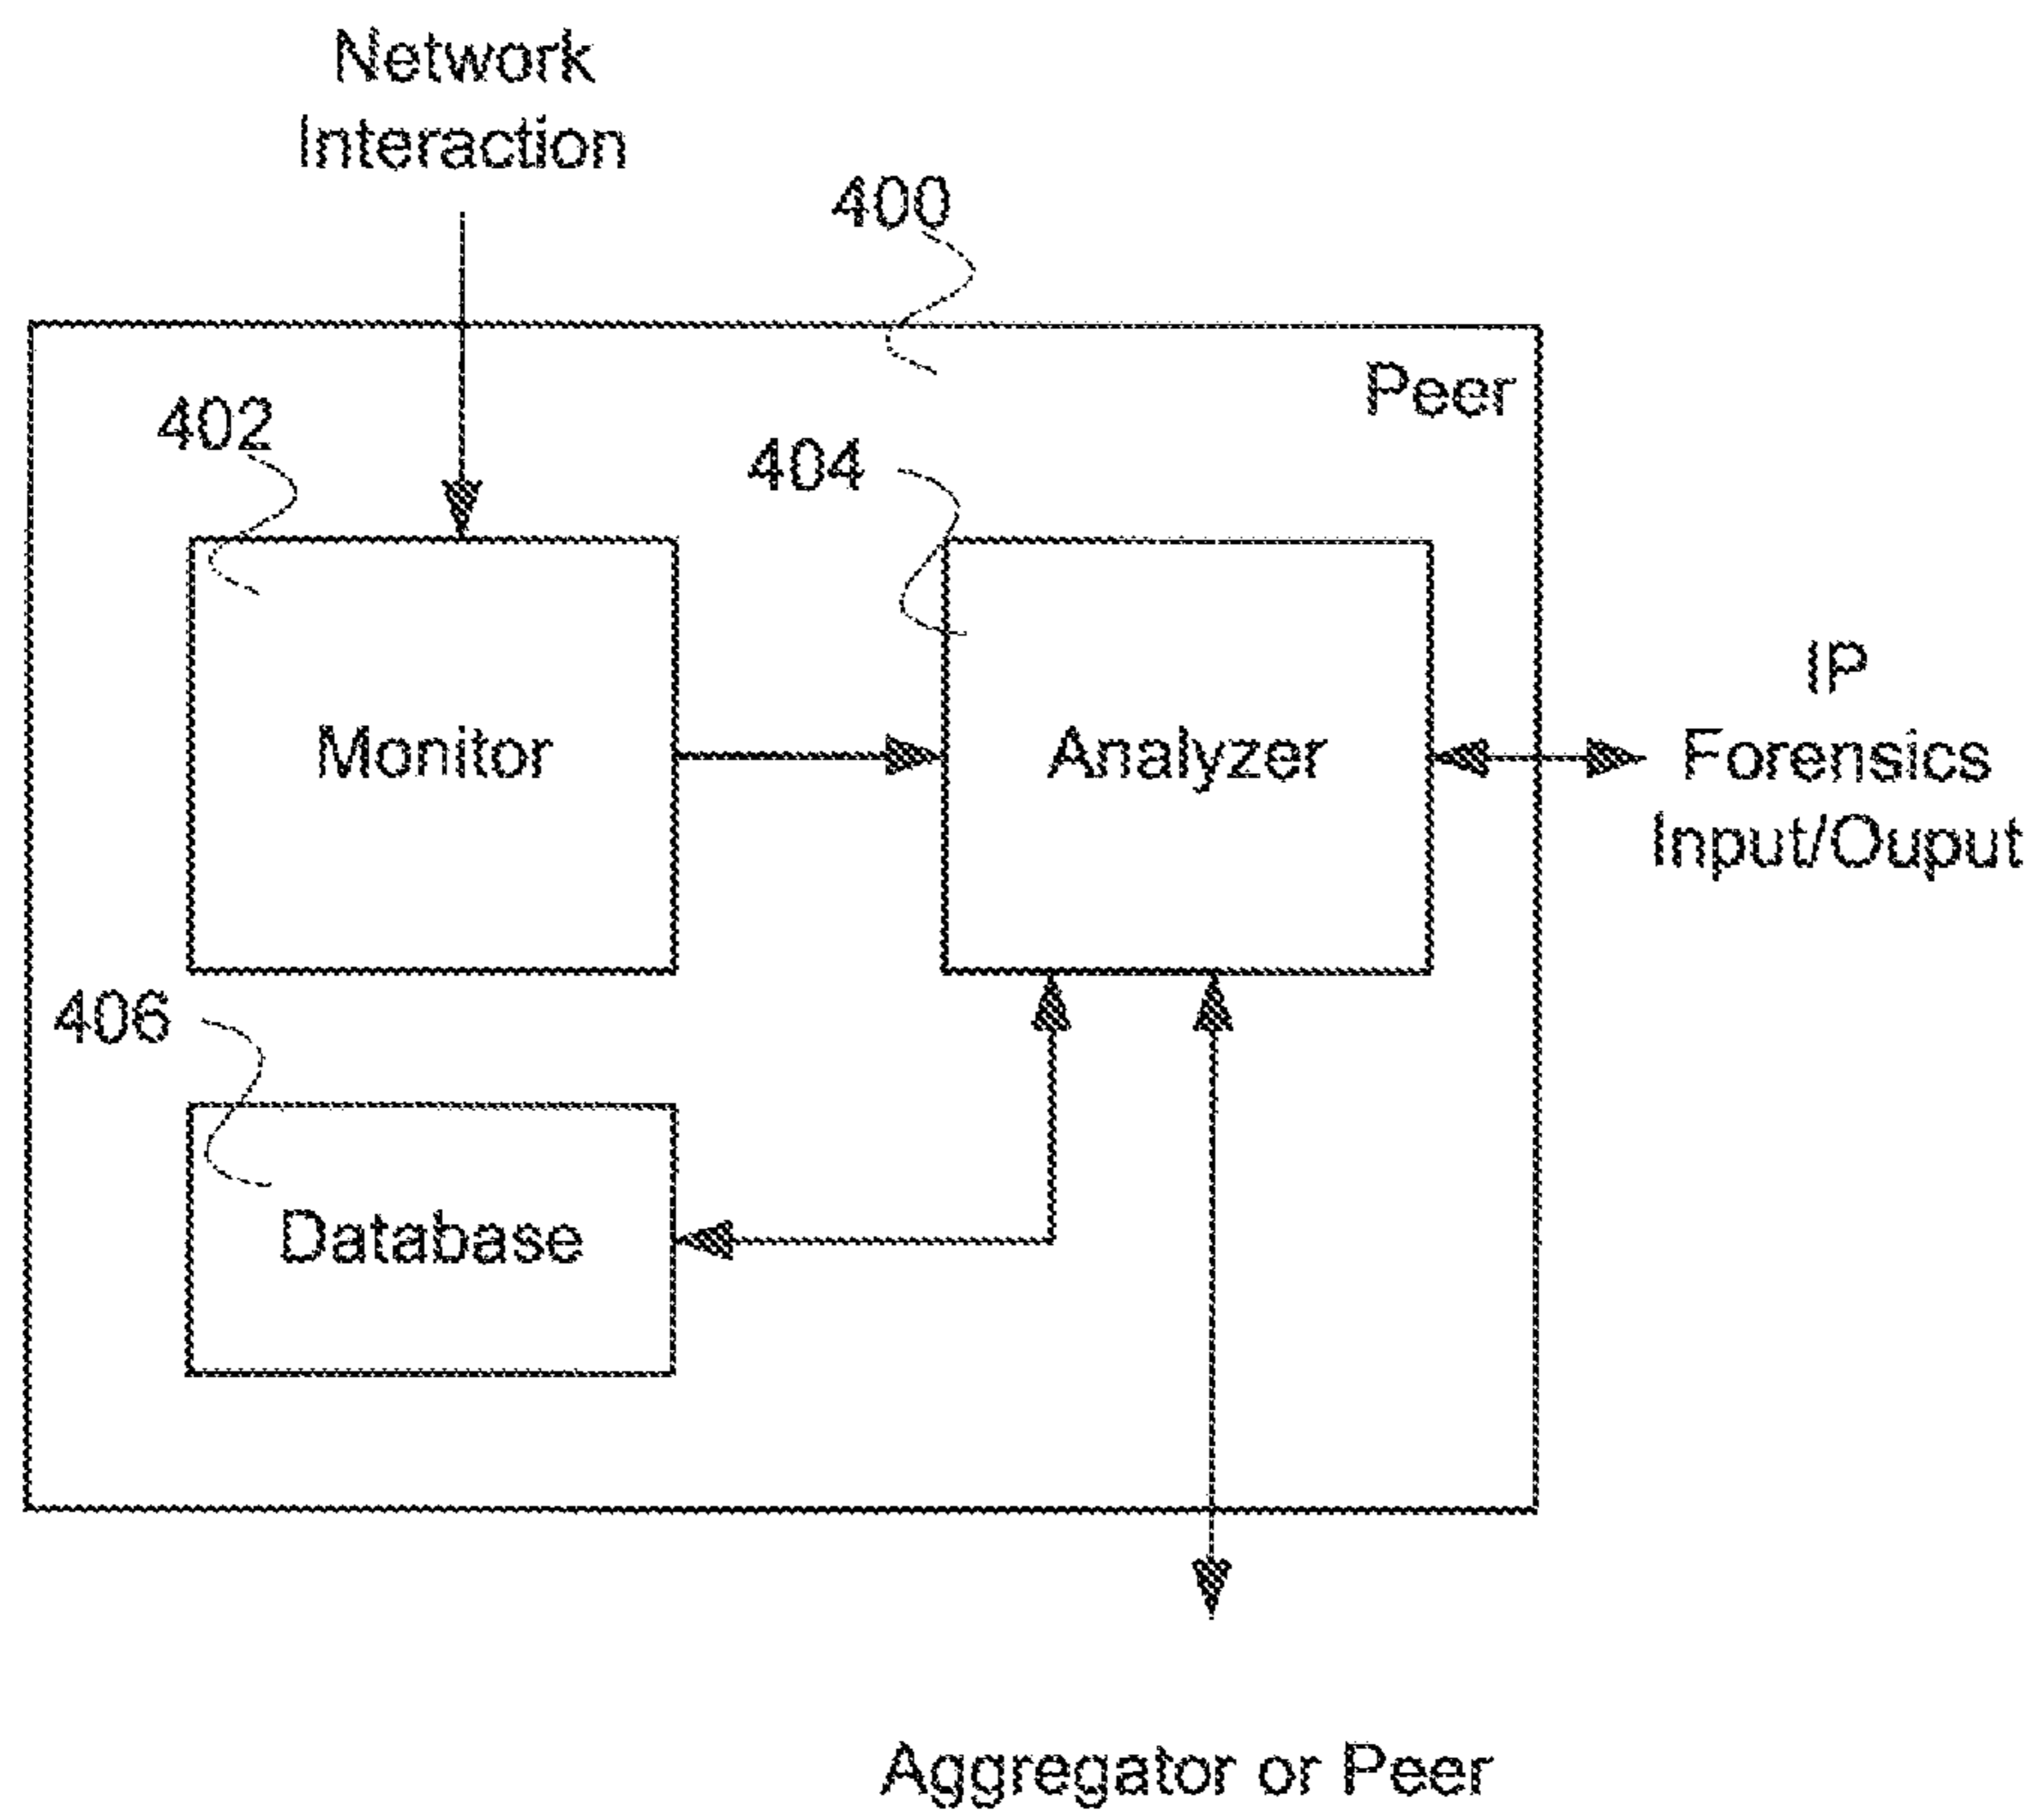 Network
Interaction
400
Peer
402
404
Monitor
Analyzer
IP
Forensics
Input/Ouput
406
Database
Aggregator or Peer